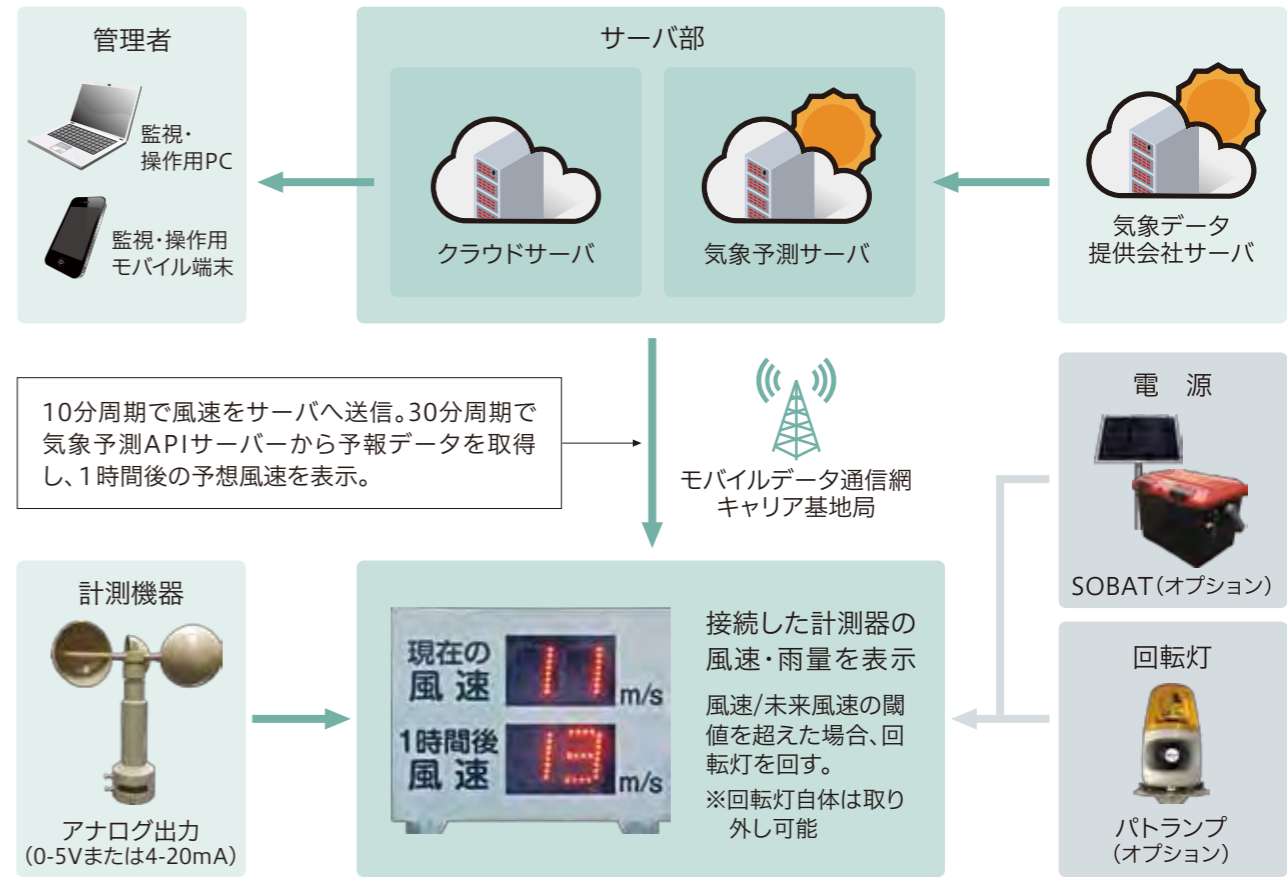 管理者
監視・
操作用PC
監視・操作用
モバイル端末
サーバ部
クラウドサーバ
気象予測サーバ
気象データ
提供会社サーバ
10分周期で風速をサーバへ送信。30分周期で
気象予測APIサーバーから予報データを取得
し、1時間後の予想風速を表示。
モバイルデータ通信網
キャリア基地局
電 源
SOBAT(オプション)
計測機器
アナログ出力
(0-5Vまたは4-20mA)
現在の
風速 11 m/s
1時間後
風速 13 m/s
接続した計測器の
風速・雨量を表示
風速/未来風速の閾
値を超えた場合、回
転灯を回す。
※回転灯自体は取り
外し可能
回転灯
パトランプ
(オプション)